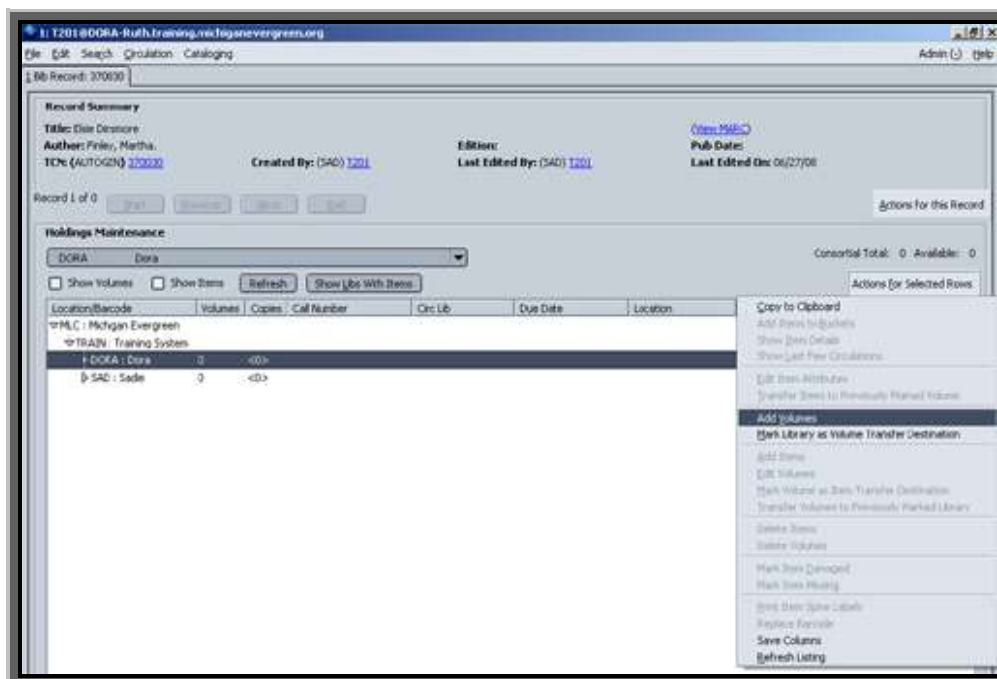 1: T201@DORA-Ruth.training.michiganevergreen.org
File Edit Search Circulation Cataloging Admin (-) Help
1 Bib Record: 370030
Record Summary
Title: Elsie Dinsmore (View MARC)
Author: Finley, Martha. Edition: Pub Date:
TCN: (AUTOGEN) 370030 Created By: (SAD) T201 Last Edited By: (SAD) T201 Last Edited On: 06/27/08
Record 1 of 0 Start Previous Next End Actions for this Record
Holdings Maintenance
DORA Dora Consortial Total: 0 Available: 0
Show Volumes Show Items Refresh Show Libs With Items Actions for Selected Rows
Location/Barcode Volumes Copies Call Number Circ Lib Due Date Location
MLC : Michigan Evergreen
TRAIN: Training System
DORA : Dora 0 <0>
SAD : Sadie 0 <0>
Copy to Clipboard
Add Items to Buckets
Show Item Details
Show Last Few Circulations
Edit Item Attributes
Transfer Items to Previously Marked Volume
Add Volumes
Mark Library as Volume Transfer Destination
Add Items
Edit Volumes
Mark Volume as Item Transfer Destination
Transfer Volumes to Previously Marked Library
Delete Items
Delete Volumes
Mark Item Damaged
Mark Item Missing
Print Item Spine Labels
Replace Barcode
Save Columns
Refresh Listing